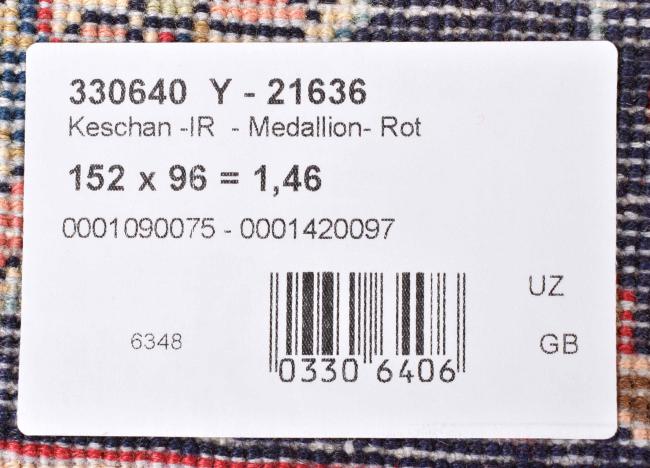 330640 Y - 21636
Keschan -IR - Medallion- Rot
152 x 96 = 1,46
0001090075 - 0001420097
UZ
6348
GB
0330 6406